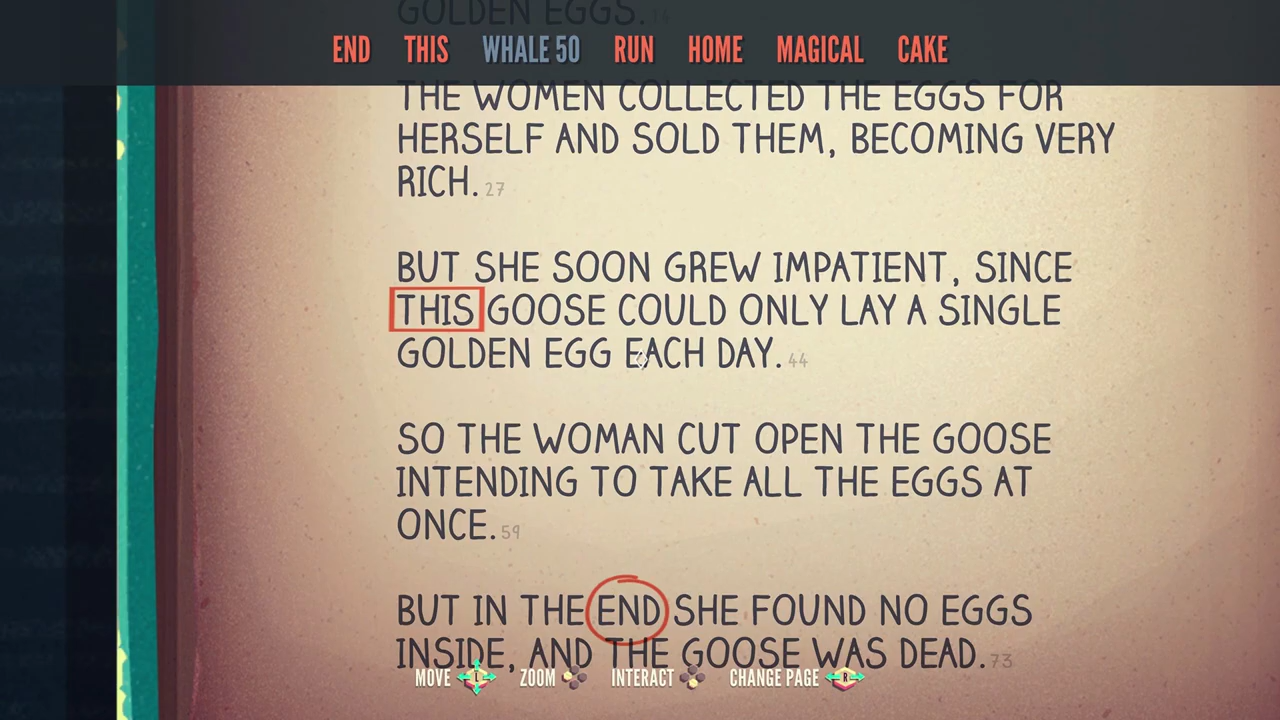 GOLDEN EGGS.
END THIS WHALE 50 RUN HOME MAGICAL CAKE
THE WOMEN COLLECTED THE EGGS FOR
HERSELF AND SOLD THEM, BECOMING VERY
RICH. 27
BUT SHE SOON GREW IMPATIENT, SINCE
THIS GOOSE COULD ONLY LAY A SINGLE
GOLDEN EGG EACH DAY. 44
SO THE WOMAN CUT OPEN THE GOOSE
INTENDING TO TAKE ALL THE EGGS AT
ONCE. 59
BUT IN THE END SHE FOUND NO EGGS
INSIDE, AND THE GOOSE WAS DEAD. 73
MOVE L ZOOM INTERACT CHANGE PAGE R